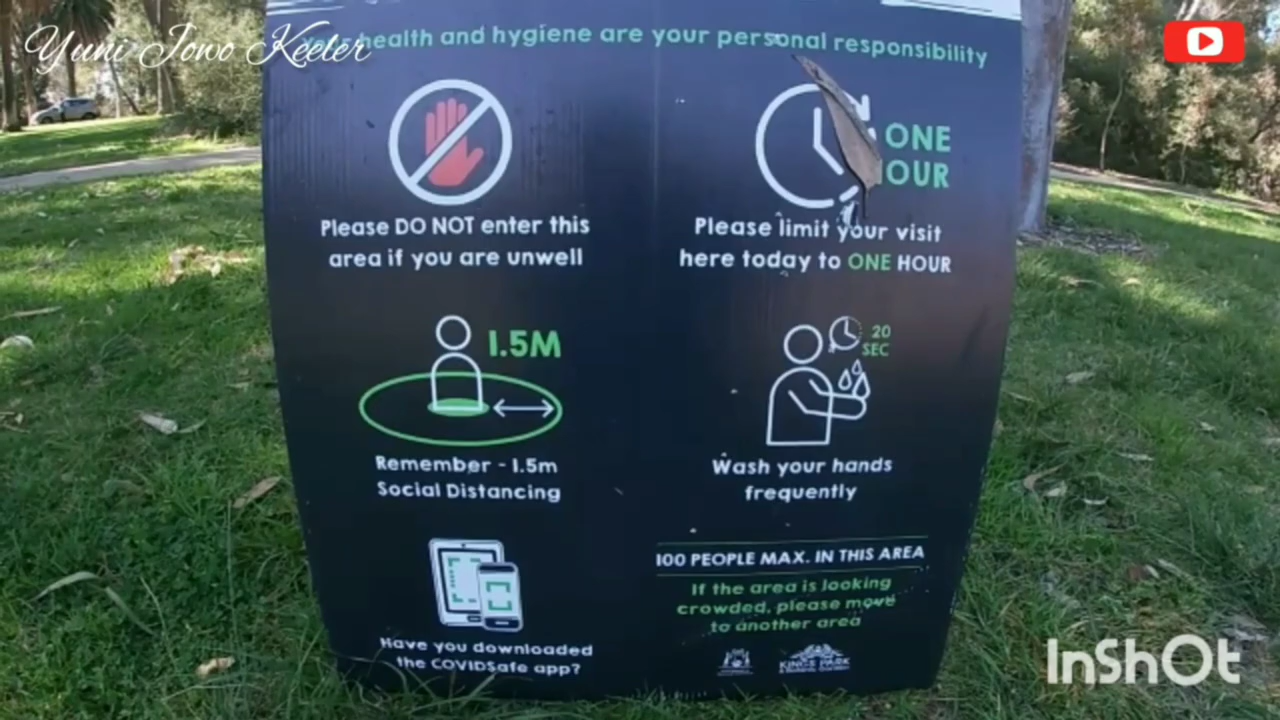 Yuni Jowo Keeler
health and hygiene are your personal responsibility
ONE
HOUR
Please DO NOT enter this
area if you are unwell
Please limit your visit
here today to ONE HOUR
1.5M
20
SEC
Remember - 1.5m
Social Distancing
Wash your hands
frequently
100 PEOPLE MAX. IN THIS AREA
If the area is looking
crowded, please move
to another area
Have you downloaded
the COVIDSafe app?
KINGS PARK
InShOt